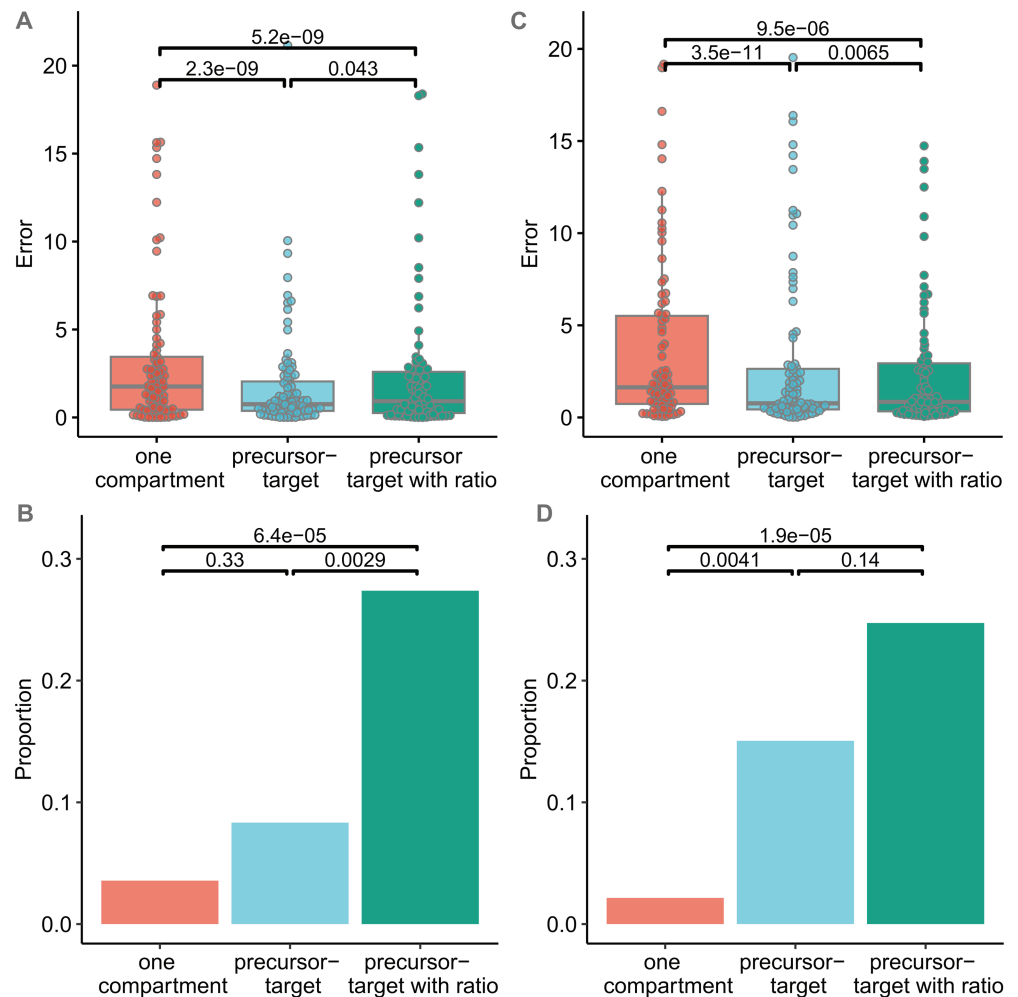 A
Error
20
15
10
5
0
5.2e−09
2.3e−09
0.043
one
compartment
precursor−
target
precursor
target with ratio
C
Error
20
15
10
5
0
9.5e−06
3.5e−11
0.0065
one
compartment
precursor−
target
precursor−
target with ratio
B
Proportion
0.3
0.2
0.1
0.0
6.4e−05
0.33
0.0029
one
compartment
precursor−
target
precursor−
target with ratio
D
Proportion
0.3
0.2
0.1
0.0
1.9e−05
0.0041
0.14
one
compartment
precursor−
target
precursor−
target with ratio